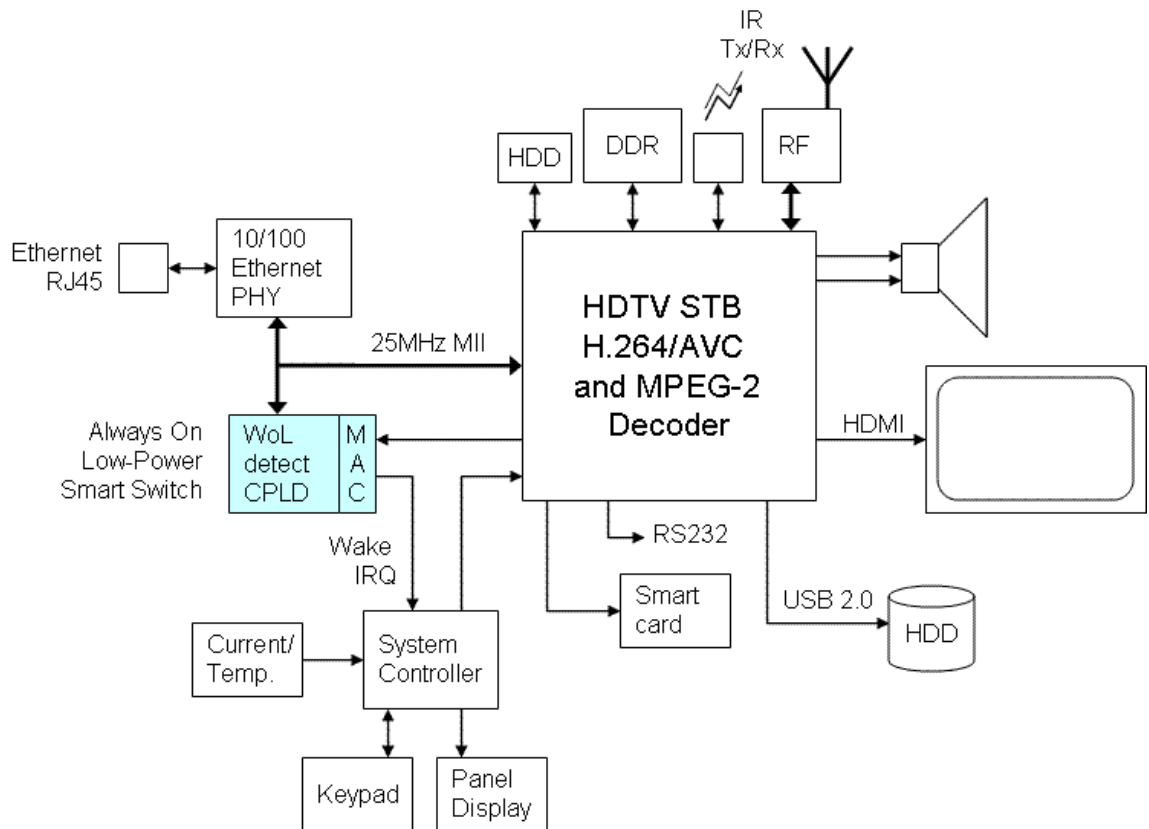 IR
Tx/Rx
HDD
DDR
RF
Ethernet
RJ45
10/100
Ethernet
PHY
25MHz MII
HDTV STB
H.264/AVC
and MPEG-2
Decoder
Always On
Low-Power
Smart Switch
WoL
detect
CPLD
M
A
C
HDMI
Wake
IRQ
RS232
Smart
card
USB 2.0
HDD
Current/
Temp.
System
Controller
Keypad
Panel
Display